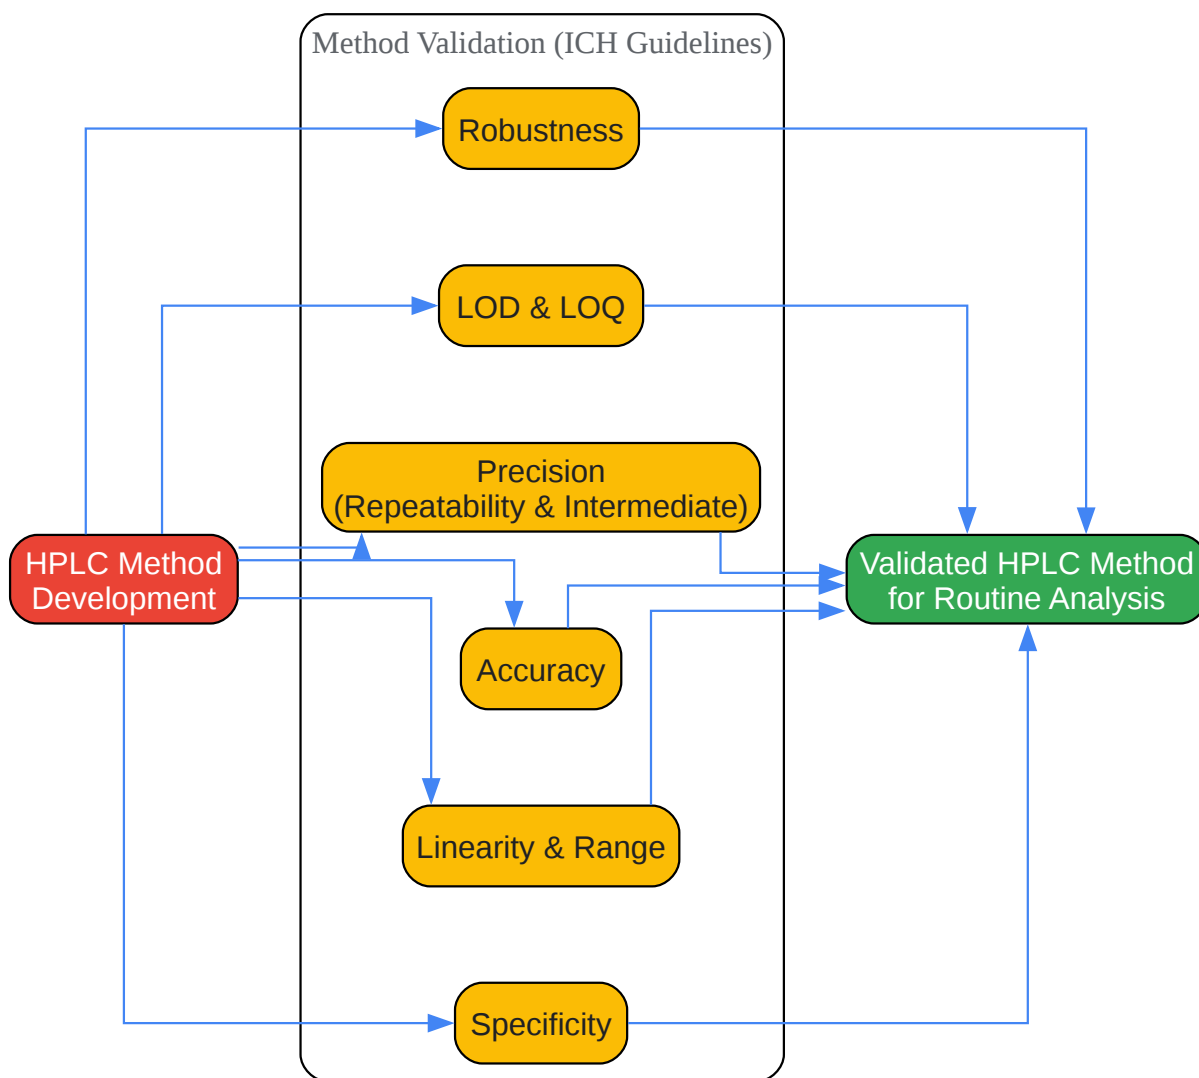 Method Validation (ICH Guidelines)
Robustness
LOD & LOQ
Precision
(Repeatability & Intermediate)
HPLC Method
Development
Validated HPLC Method
for Routine Analysis
Accuracy
Linearity & Range
Specificity